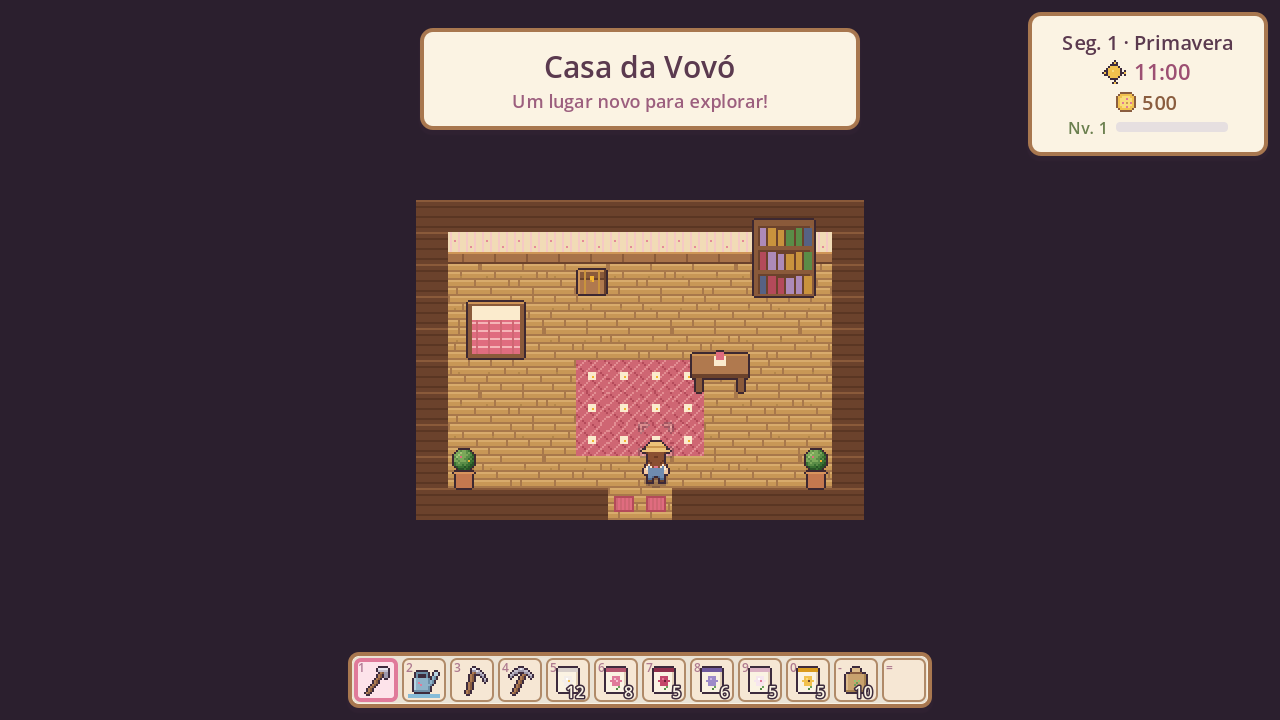 Casa da Vovó
Um lugar novo para explorar!
Seg. 1 · Primavera
11:00
500
Nv. 1
1 2 3 4 5 6 7 8 9 0 - =
12 8 5 6 5 5 10